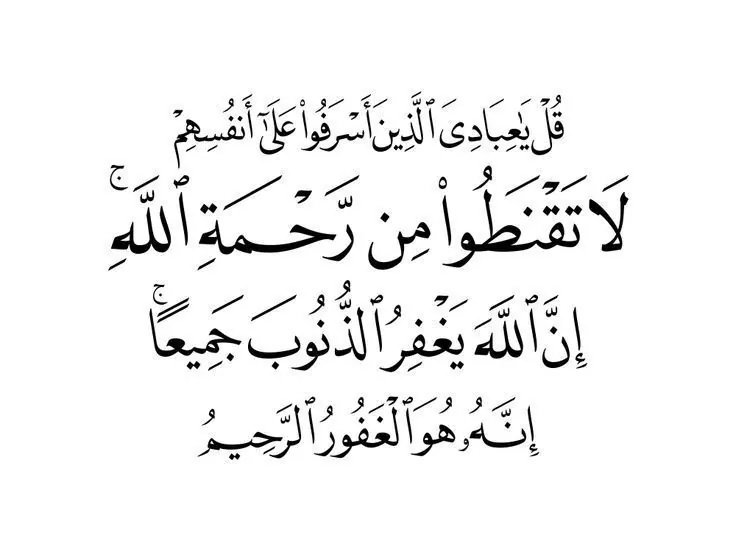 قُلْ يَٰعِبَادِىَ ٱلَّذِينَ أَسْرَفُوا۟ عَلَىٰٓ أَنفُسِهِمْ
لَا تَقْنَطُوا۟ مِن رَّحْمَةِ ٱللَّهِ ۚ
إِنَّ ٱللَّهَ يَغْفِرُ ٱلذُّنُوبَ جَمِيعًا ۚ
إِنَّهُۥ هُوَ ٱلْغَفُورُ ٱلرَّحِيمُ